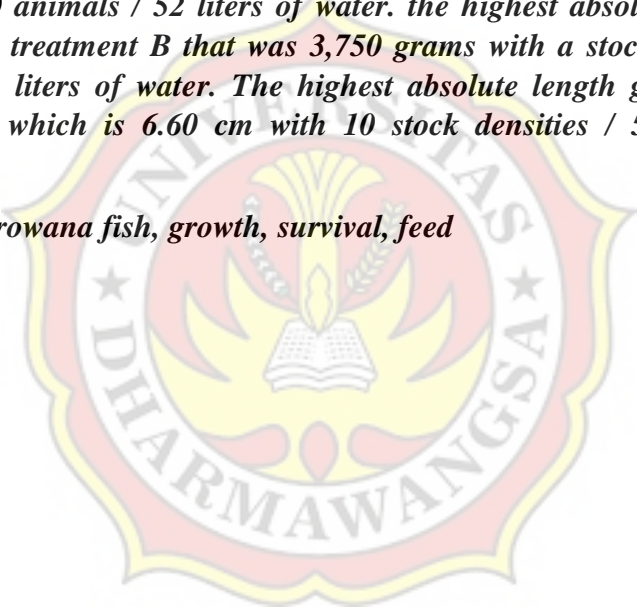 animals / 52 liters of water. the highest absol
treatment B that was 3,750 grams with a stoc
liters of water. The highest absolute length g
which is 6.60 cm with 10 stock densities / 5
rowana fish, growth, survival, feed
UNIVERSITAS
DHARMAWANGSA